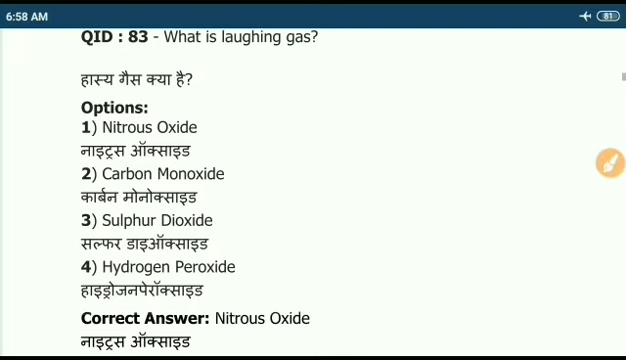 6:58 AM
81
QID : 83 - What is laughing gas?
हास्य गैस क्या है?
Options:
1) Nitrous Oxide
नाइट्रस ऑक्साइड
2) Carbon Monoxide
कार्बन मोनोक्साइड
3) Sulphur Dioxide
सल्फर डाइऑक्साइड
4) Hydrogen Peroxide
हाइड्रोजनपेरॉक्साइड
Correct Answer: Nitrous Oxide
नाइट्रस ऑक्साइड